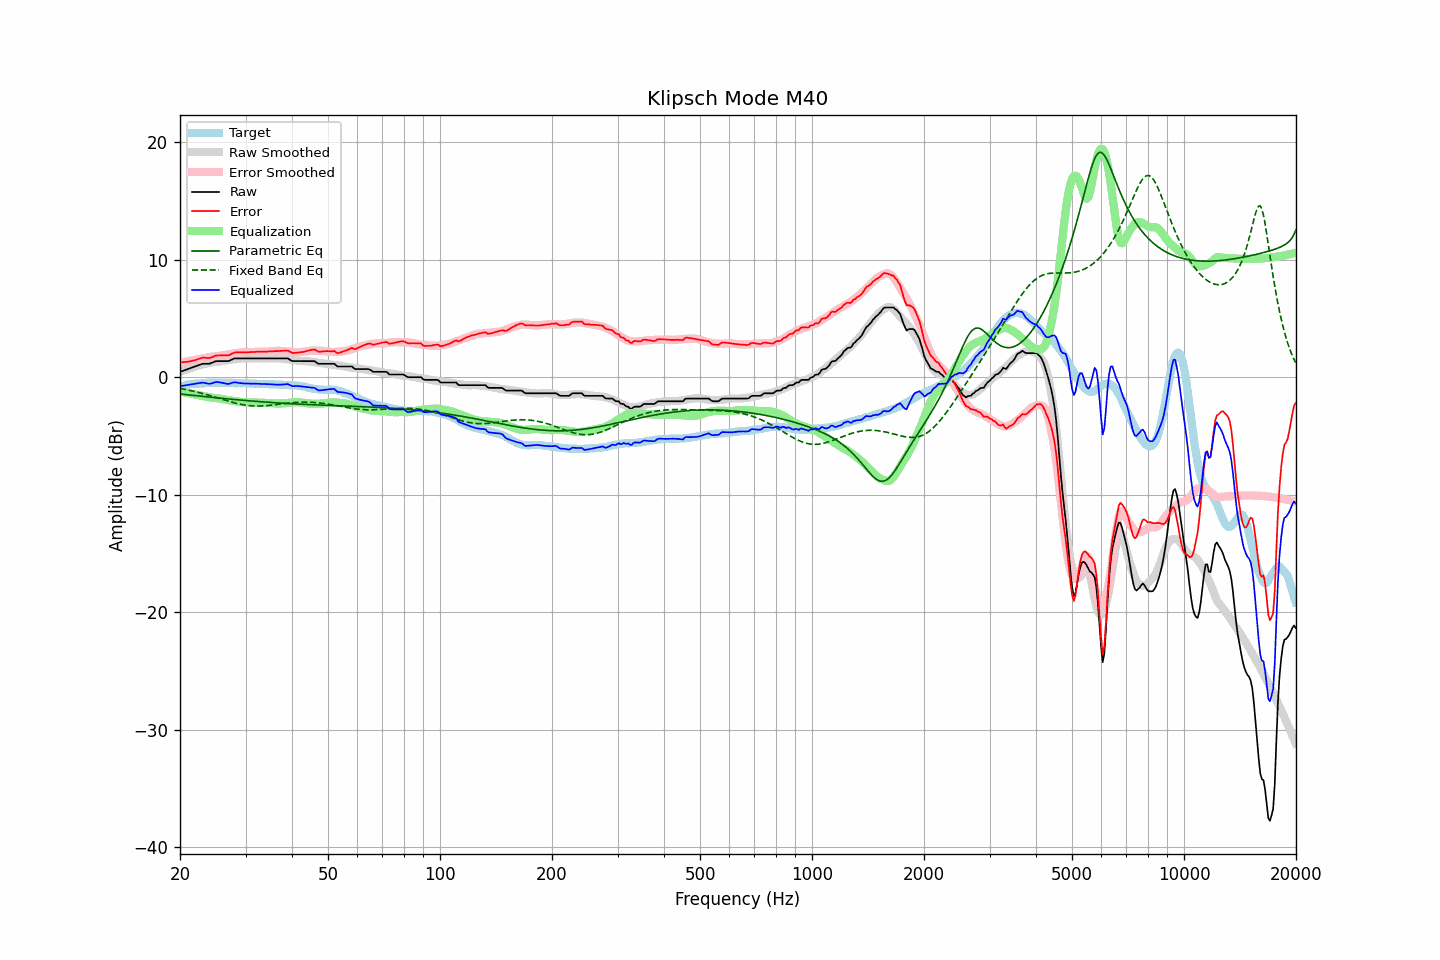 Klipsch Mode M40
Target
Raw Smoothed
Error Smoothed
Raw
Error
Equalization
Parametric Eq
Fixed Band Eq
Equalized
20
10
0
−10
−20
−30
−40
Amplitude (dBr)
20 50 100 200 500 1000 2000 5000 10000 20000
Frequency (Hz)